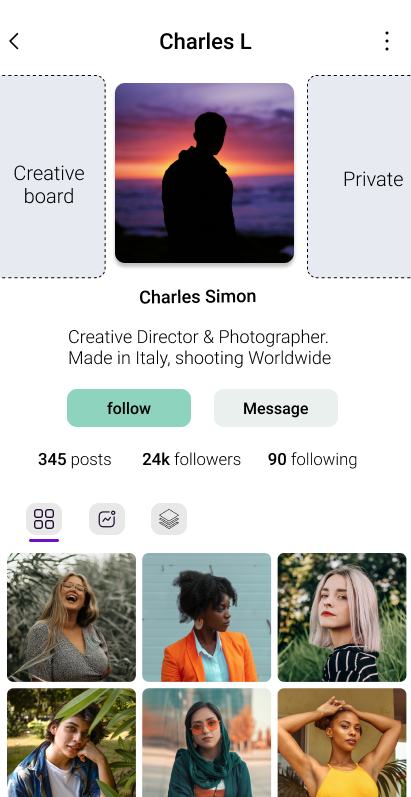 Charles L
Creative
board
Private
Charles Simon
Creative Director & Photographer.
Made in Italy, shooting Worldwide
follow
Message
345 posts
24k followers
90 following